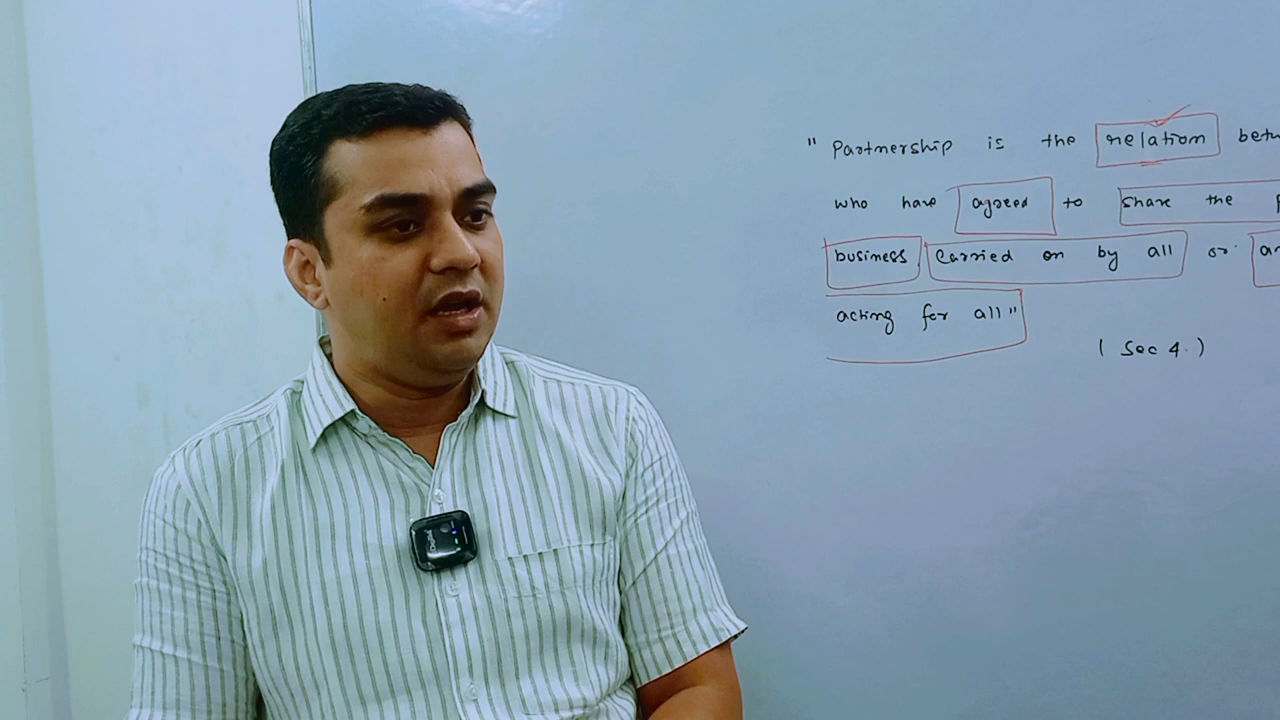 " Partnership is the relation
who have agreed to share the
business carried on by all or
acting for all"
( Sec 4. )